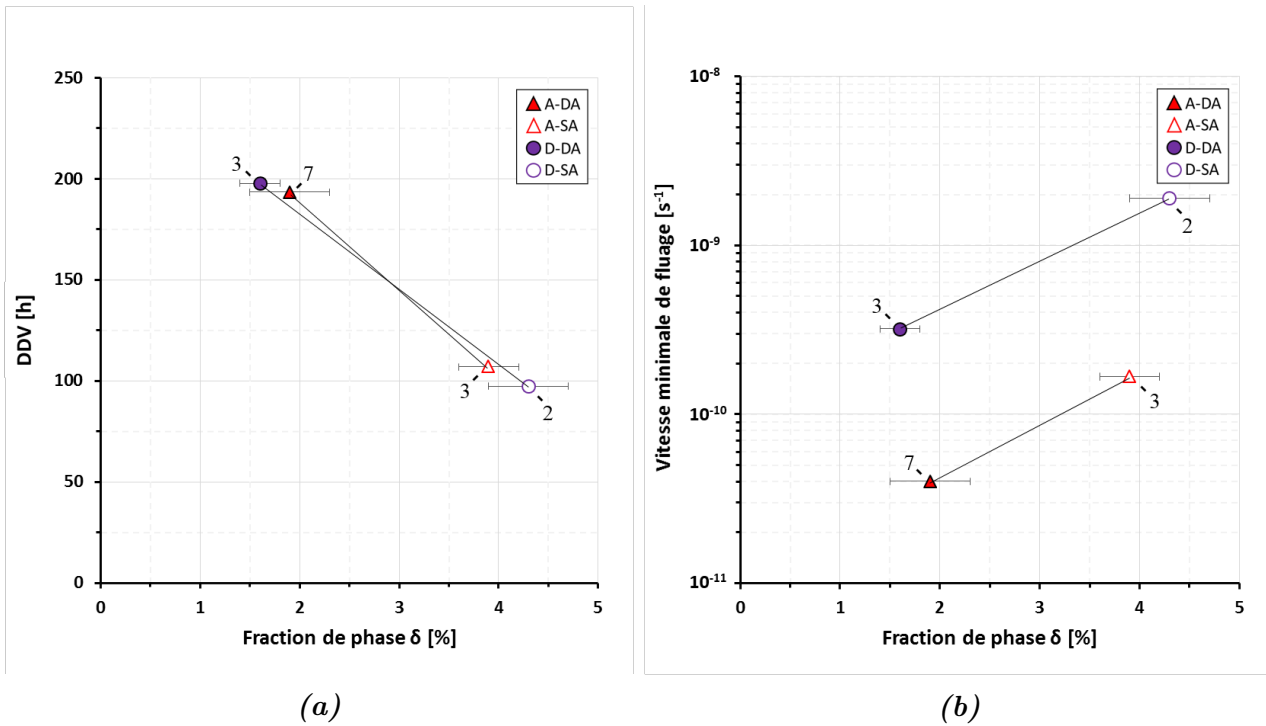 250
200
150
100
50
0
DDV [h]
A-DA
A-SA
D-DA
D-SA
3
7
3
2
0 1 2 3 4 5
Fraction de phase δ [%]
(a)
10⁻⁸
10⁻⁹
10⁻¹⁰
10⁻¹¹
Vitesse minimale de fluage [s⁻¹]
A-DA
A-SA
D-DA
D-SA
2
3
3
7
0 1 2 3 4 5
Fraction de phase δ [%]
(b)